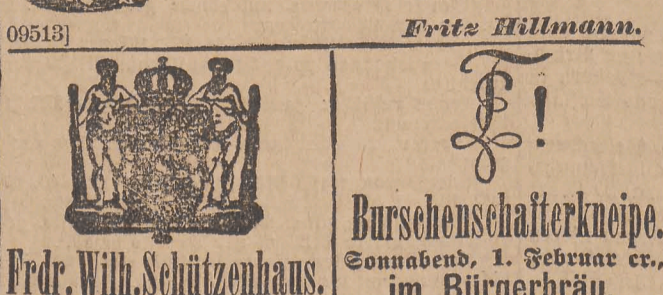 09513]
Fritz Hillmann.
Frdr. Wilh. Schützenhaus.
F!
Burschenschafterkneipe.
Sonnabend, 1. Februar cr.,
im Bürgerbräu